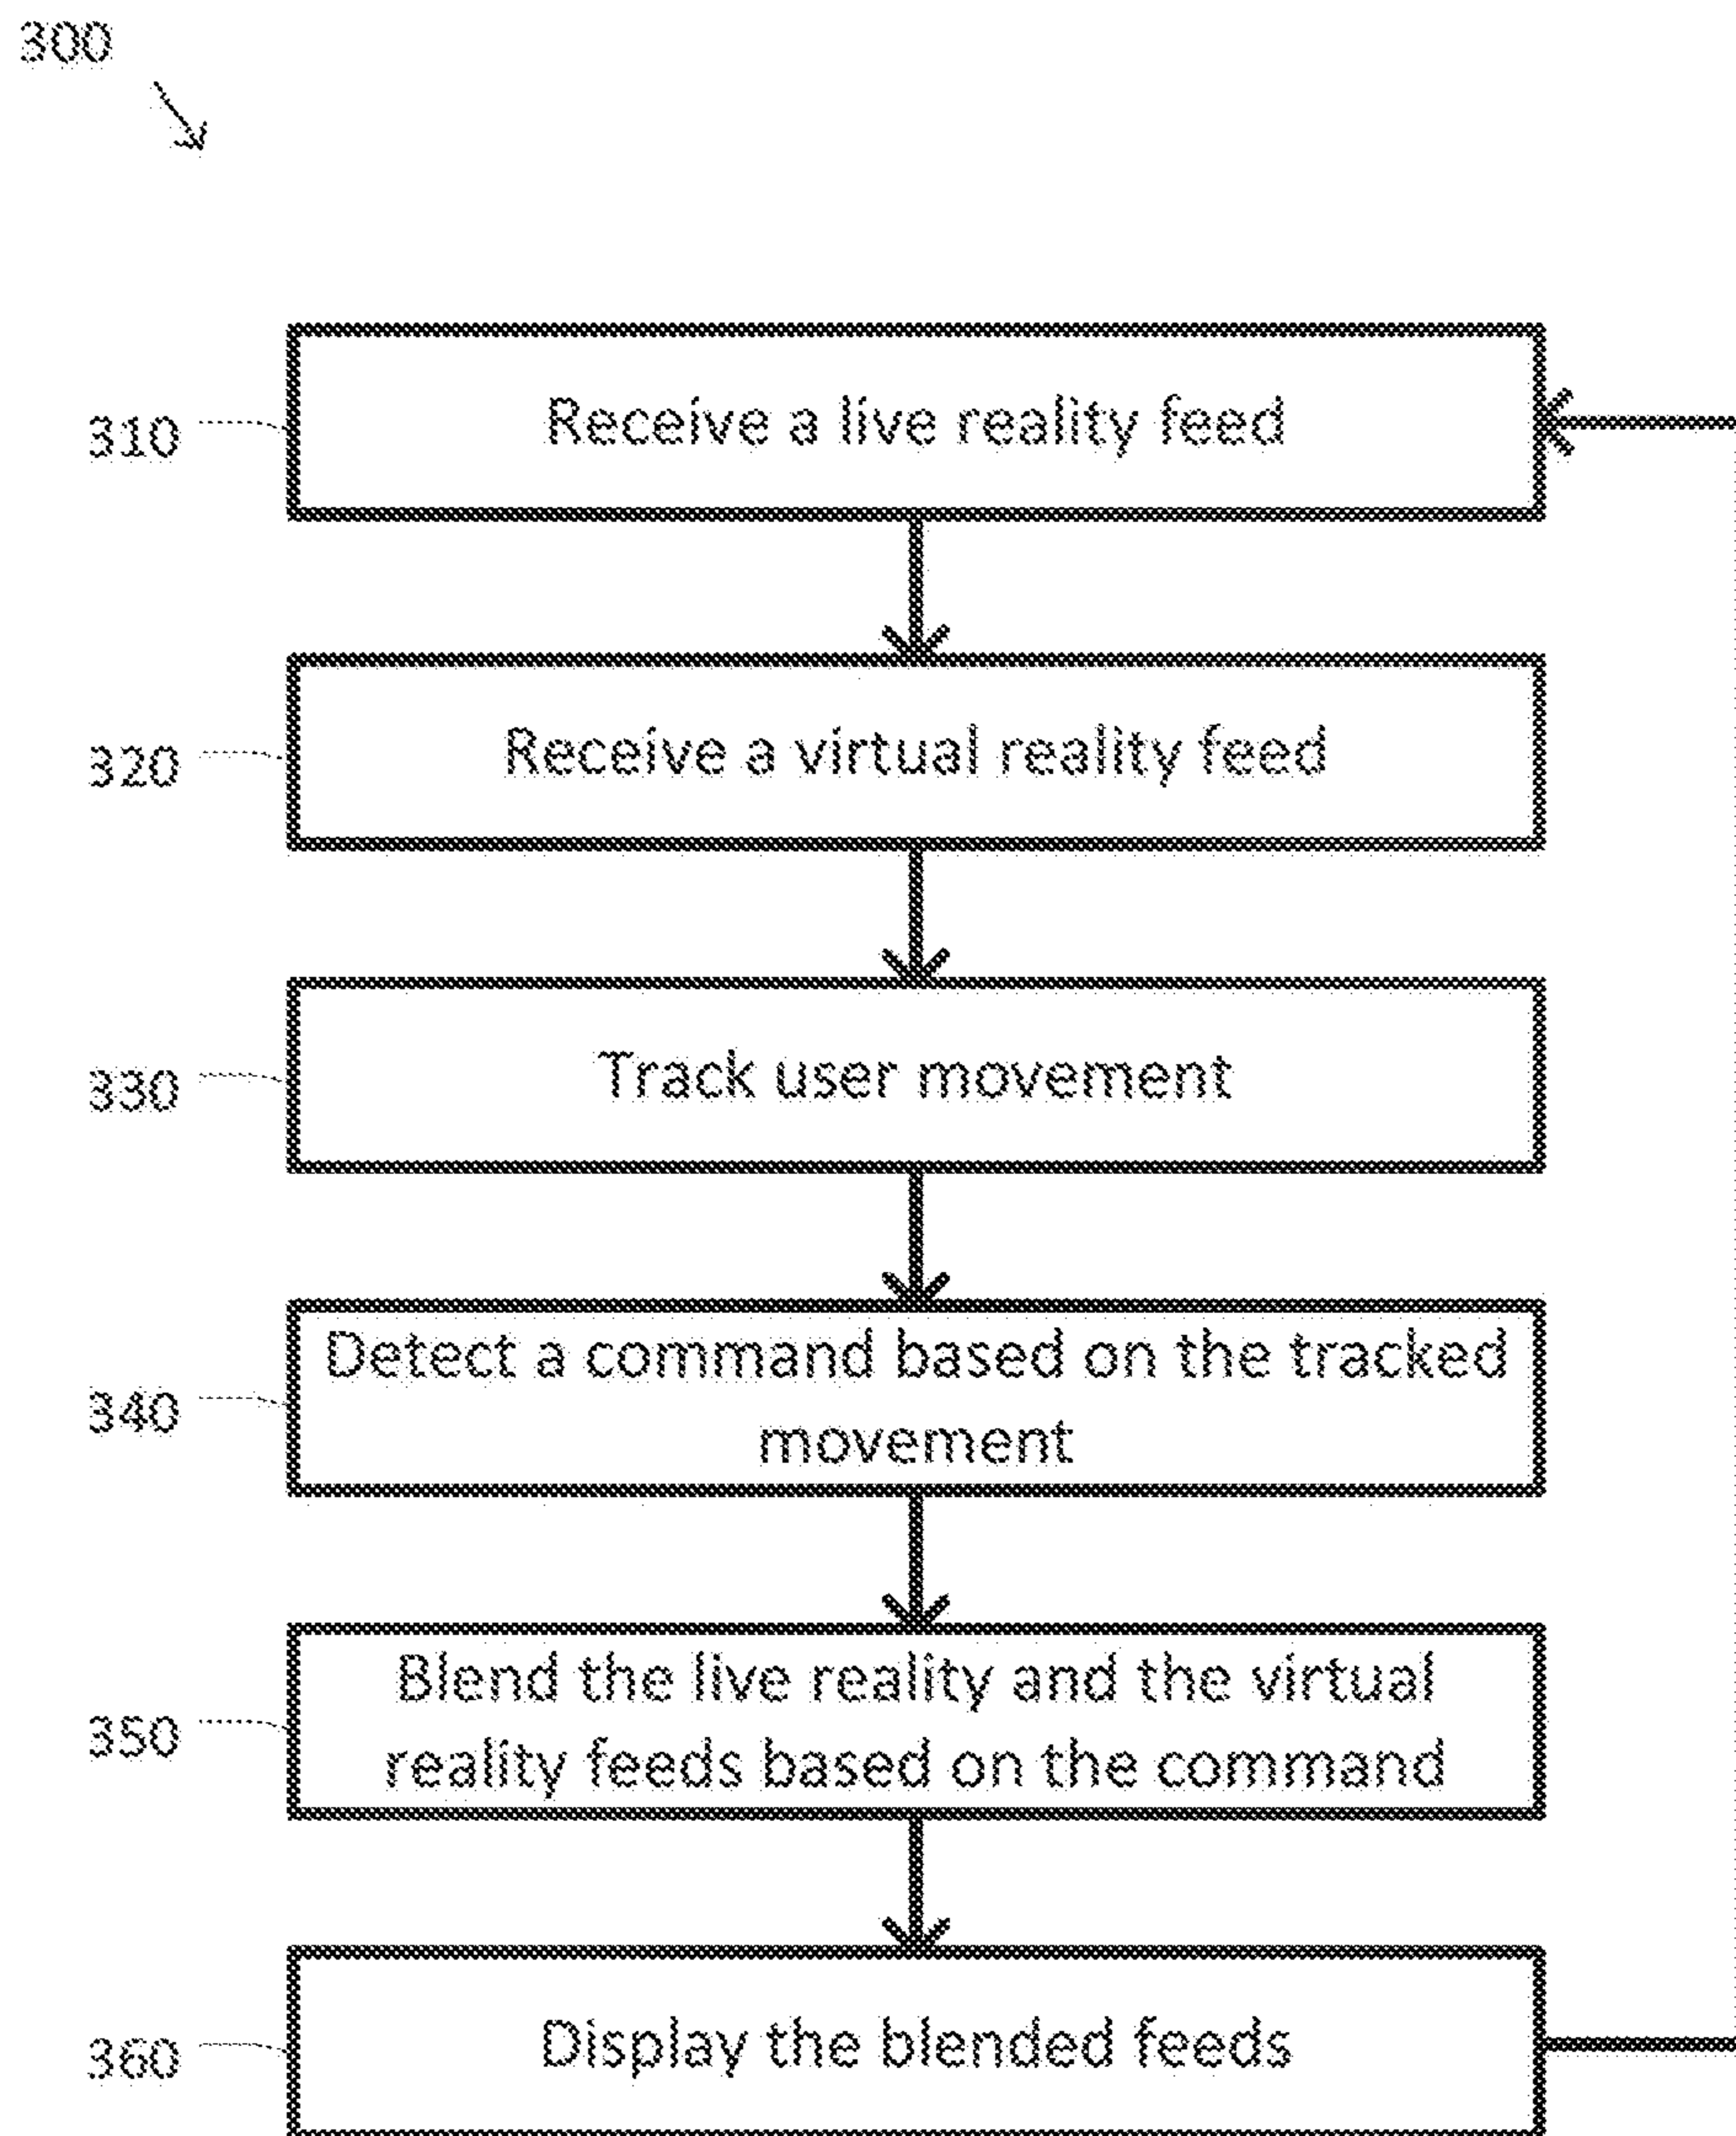 300
310
Receive a live reality feed
320
Receive a virtual reality feed
330
Track user movement
340
Detect a command based on the tracked
movement
350
Blend the live reality and the virtual
reality feeds based on the command
360
Display the blended feeds